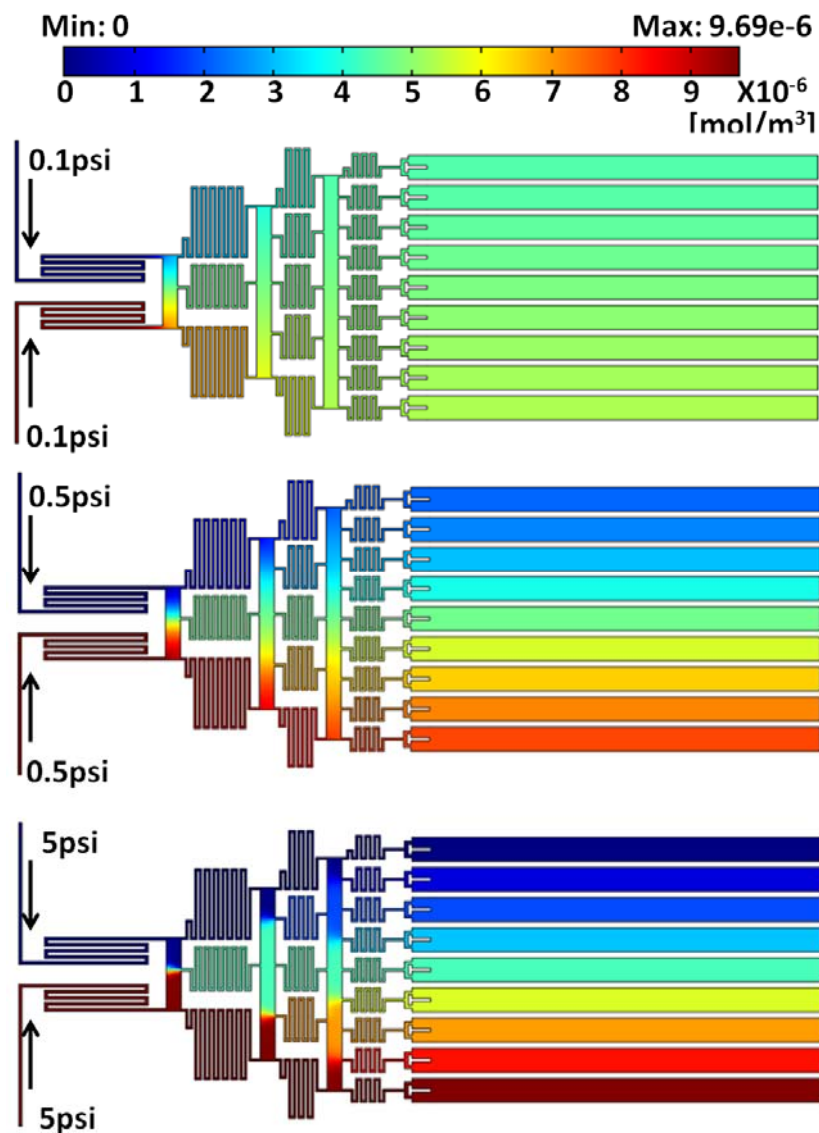 Min: 0 Max: 9.69e-6
0 1 2 3 4 5 6 7 8 9 X10⁻⁶
[mol/m³]
0.1psi
0.1psi
0.5psi
0.5psi
5psi
5psi